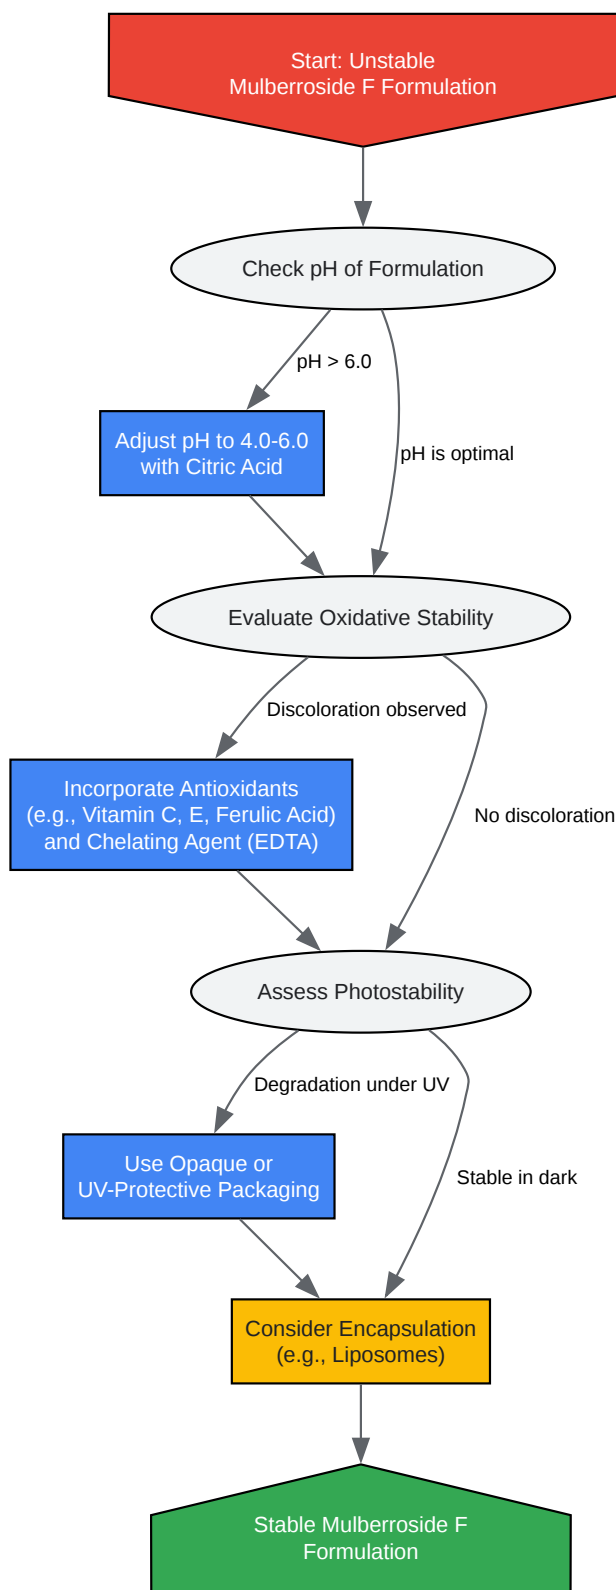 Start: Unstable
Mulberroside F Formulation
Check pH of Formulation
pH > 6.0
Adjust pH to 4.0-6.0
with Citric Acid
pH is optimal
Evaluate Oxidative Stability
Discoloration observed
Incorporate Antioxidants
(e.g., Vitamin C, E, Ferulic Acid)
and Chelating Agent (EDTA)
No discoloration
Assess Photostability
Degradation under UV
Use Opaque or
UV-Protective Packaging
Stable in dark
Consider Encapsulation
(e.g., Liposomes)
Stable Mulberroside F
Formulation